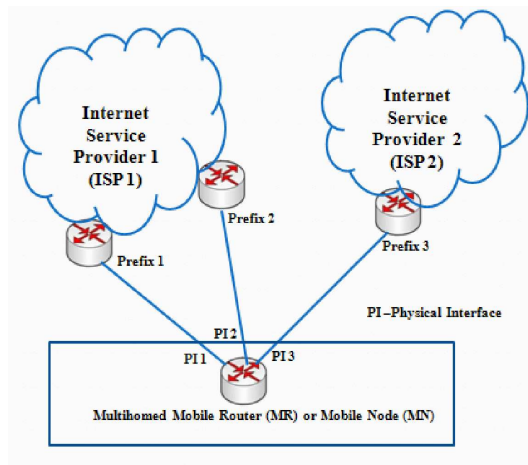 Internet
Service
Provider 1
(ISP 1)
Internet
Service
Provider 2
(ISP 2)
Prefix 2
Prefix 1
Prefix 3
PI –Physical Interface
PI 2
PI 1
PI 3
Multihomed Mobile Router (MR) or Mobile Node (MN)